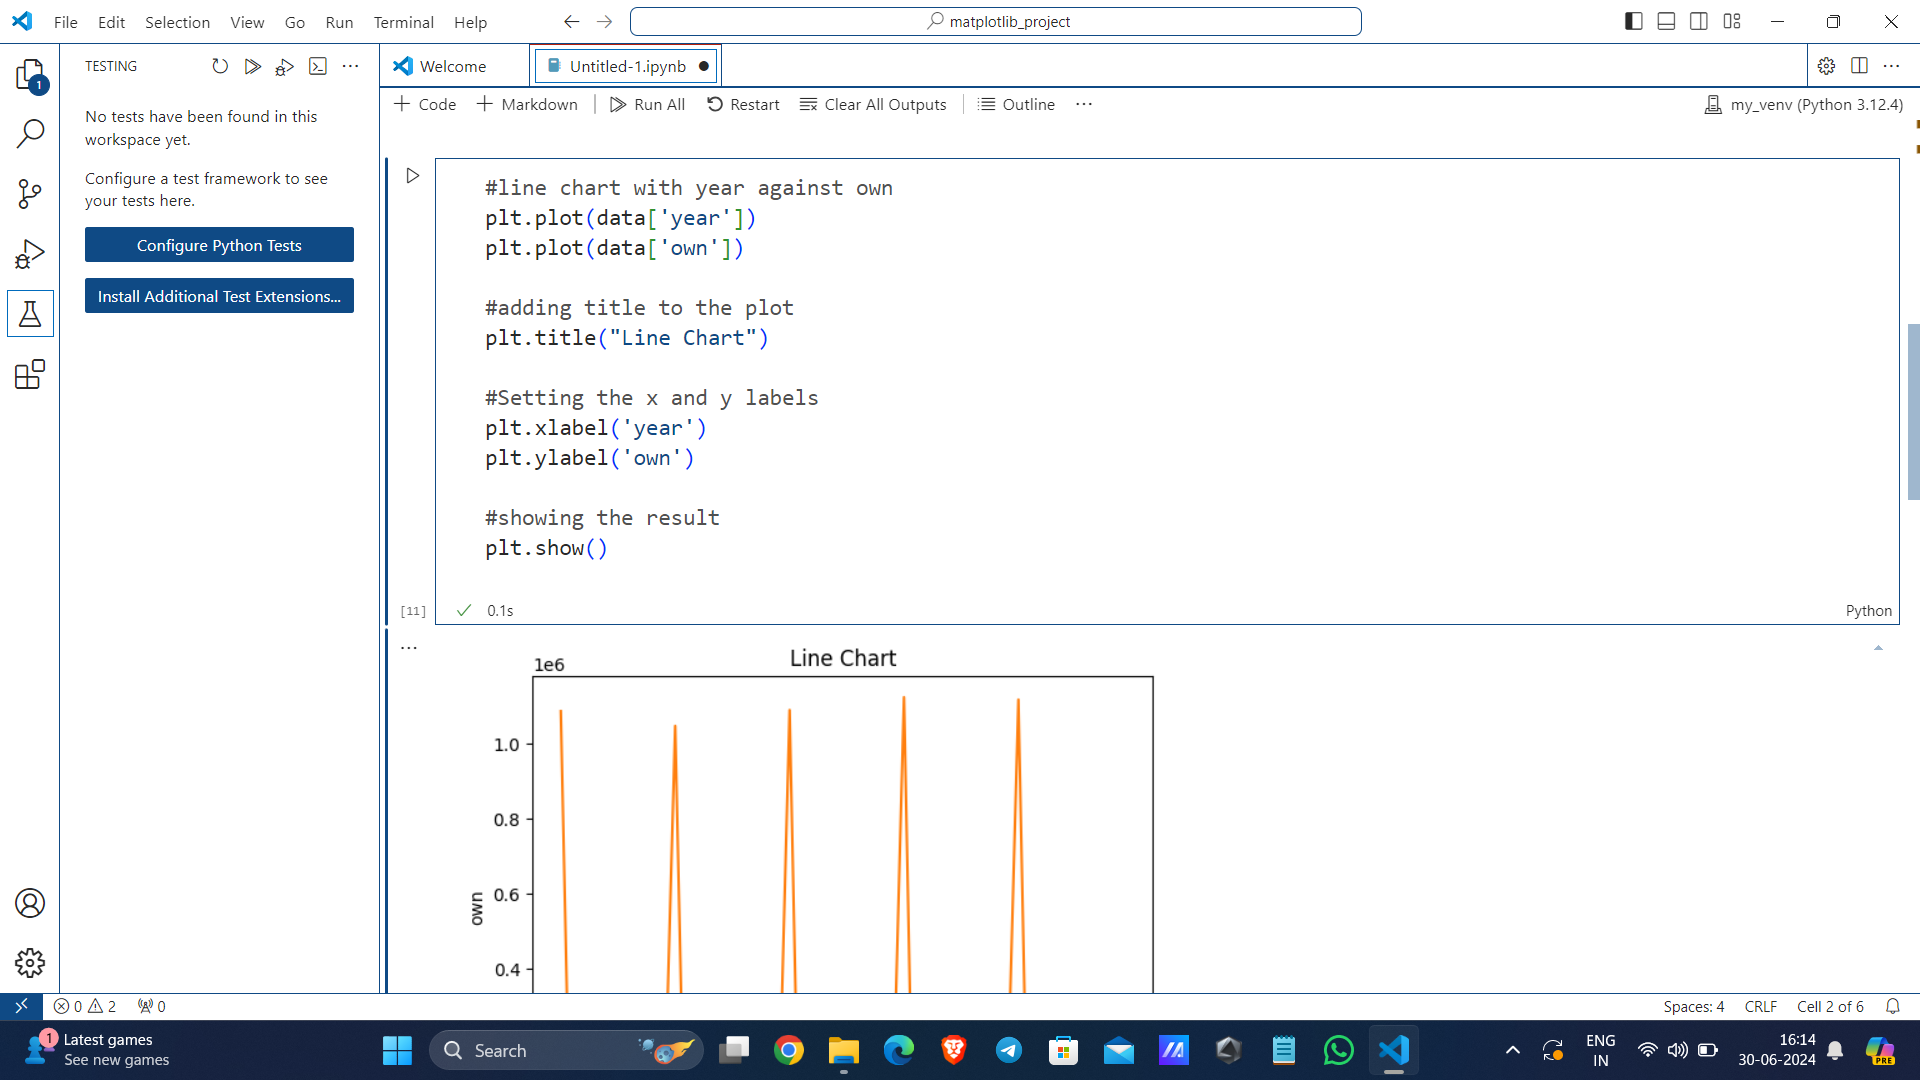 File Edit Selection View Go Run Terminal Help
matplotlib_project
1
TESTING
No tests have been found in this
workspace yet.
Configure a test framework to see
your tests here.
Configure Python Tests
Install Additional Test Extensions...
Welcome
Untitled-1.ipynb
Code Markdown Run All Restart Clear All Outputs Outline
my_venv (Python 3.12.4)
#line chart with year against own
plt.plot(data['year'])
plt.plot(data['own'])
#adding title to the plot
plt.title("Line Chart")
#Setting the x and y labels
plt.xlabel('year')
plt.ylabel('own')
#showing the result
plt.show()
[11] 0.1s
Python
Line Chart
1e6
1.0
0.8
0.6
0.4
own
0 2 0
Spaces: 4 CRLF Cell 2 of 6
1
Latest games
See new games
Search
ENG
IN
16:14
30-06-2024
PRE